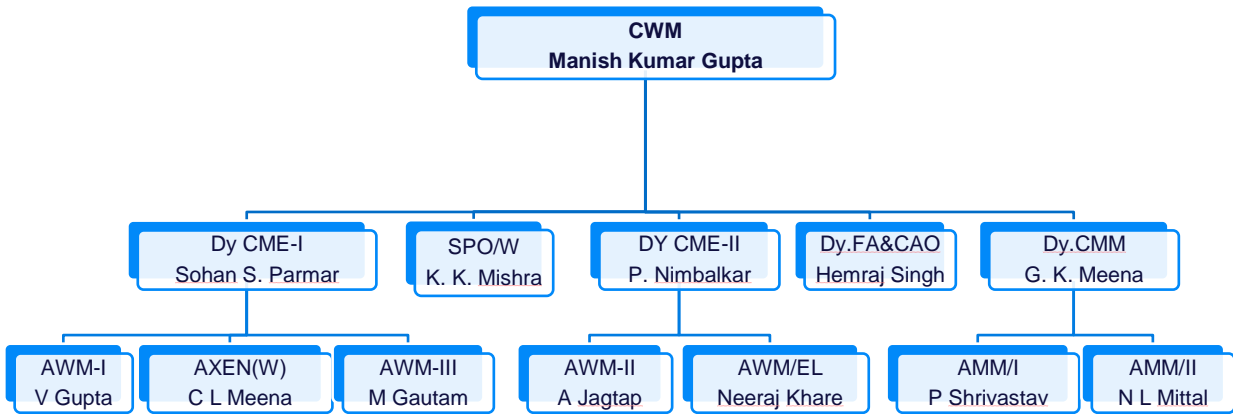 CWM
Manish Kumar Gupta
Dy CME-I
Sohan S. Parmar
SPO/W
K. K. Mishra
DY CME-II
P. Nimbalkar
Dy.FA&CAO
Hemraj Singh
Dy.CMM
G. K. Meena
AWM-I
V Gupta
AXEN(W)
C L Meena
AWM-III
M Gautam
AWM-II
A Jagtap
AWM/EL
Neeraj Khare
AMM/I
P Shrivastav
AMM/II
N L Mittal